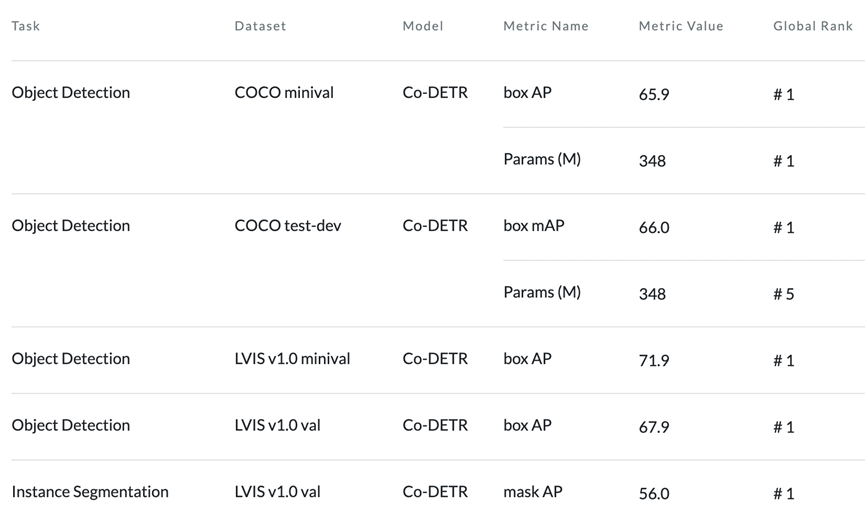 Task Dataset Model Metric Name Metric Value Global Rank
Object Detection COCO minival Co-DETR box AP 65.9 # 1
Params (M) 348 # 1
Object Detection COCO test-dev Co-DETR box mAP 66.0 # 1
Params (M) 348 # 5
Object Detection LVIS v1.0 minival Co-DETR box AP 71.9 # 1
Object Detection LVIS v1.0 val Co-DETR box AP 67.9 # 1
Instance Segmentation LVIS v1.0 val Co-DETR mask AP 56.0 # 1